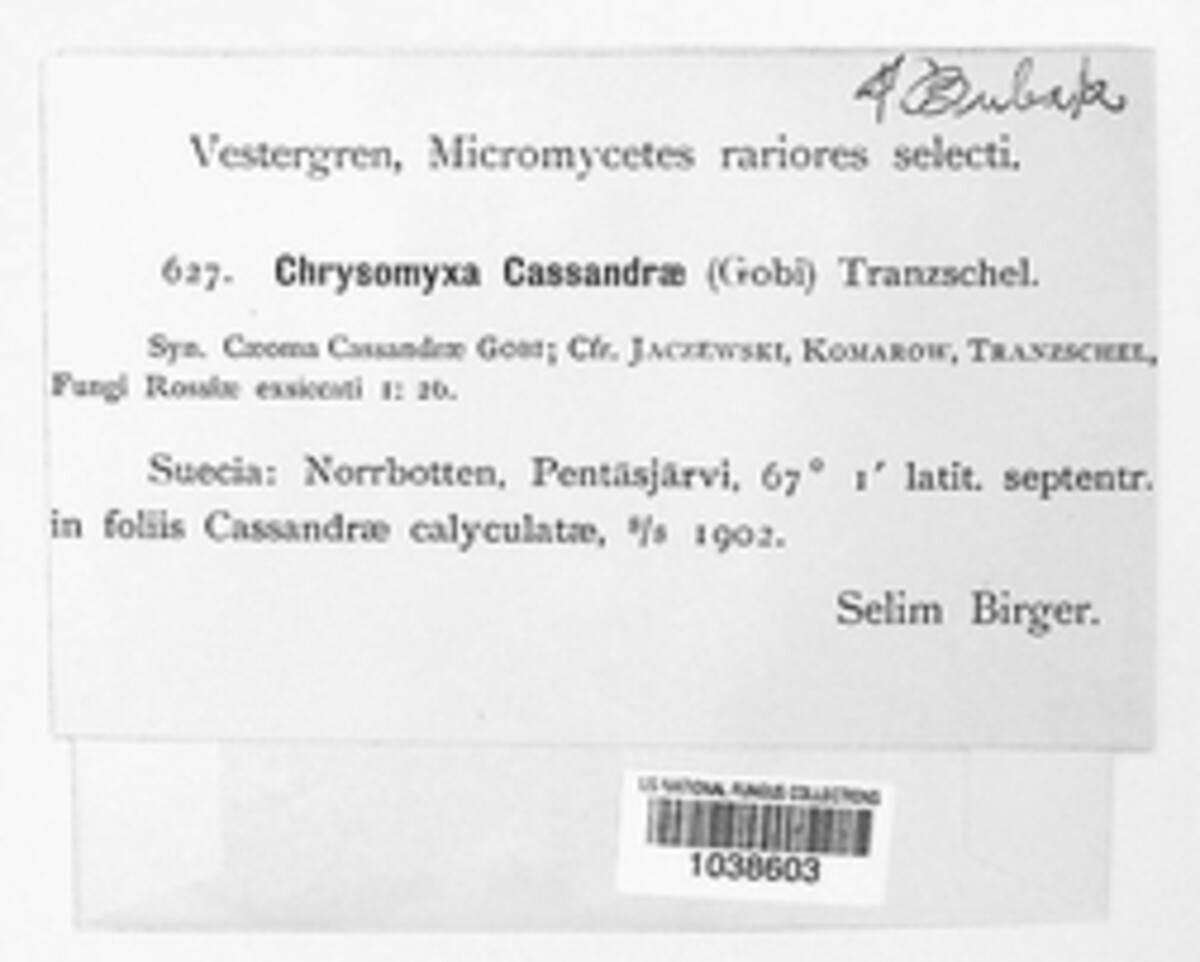 Bubak
Vestergren, Micromycetes rariores selecti.
627. Chrysomyxa Cassandræ (Gobi) Tranzschel.
Syn. Cæoma Cassandræ GOBI; Cfr. JACZEWSKI, KOMAROW, TRANZSCHEL,
Fungi Rossiæ exsiccati 1: 26.
Suecia: Norrbotten, Pentäsjärvi, 67° 1′ latit. septentr.
in foliis Cassandræ calyculatæ, 8/8 1902.
Selim Birger.
US NATIONAL FUNGUS COLLECTIONS
1038603